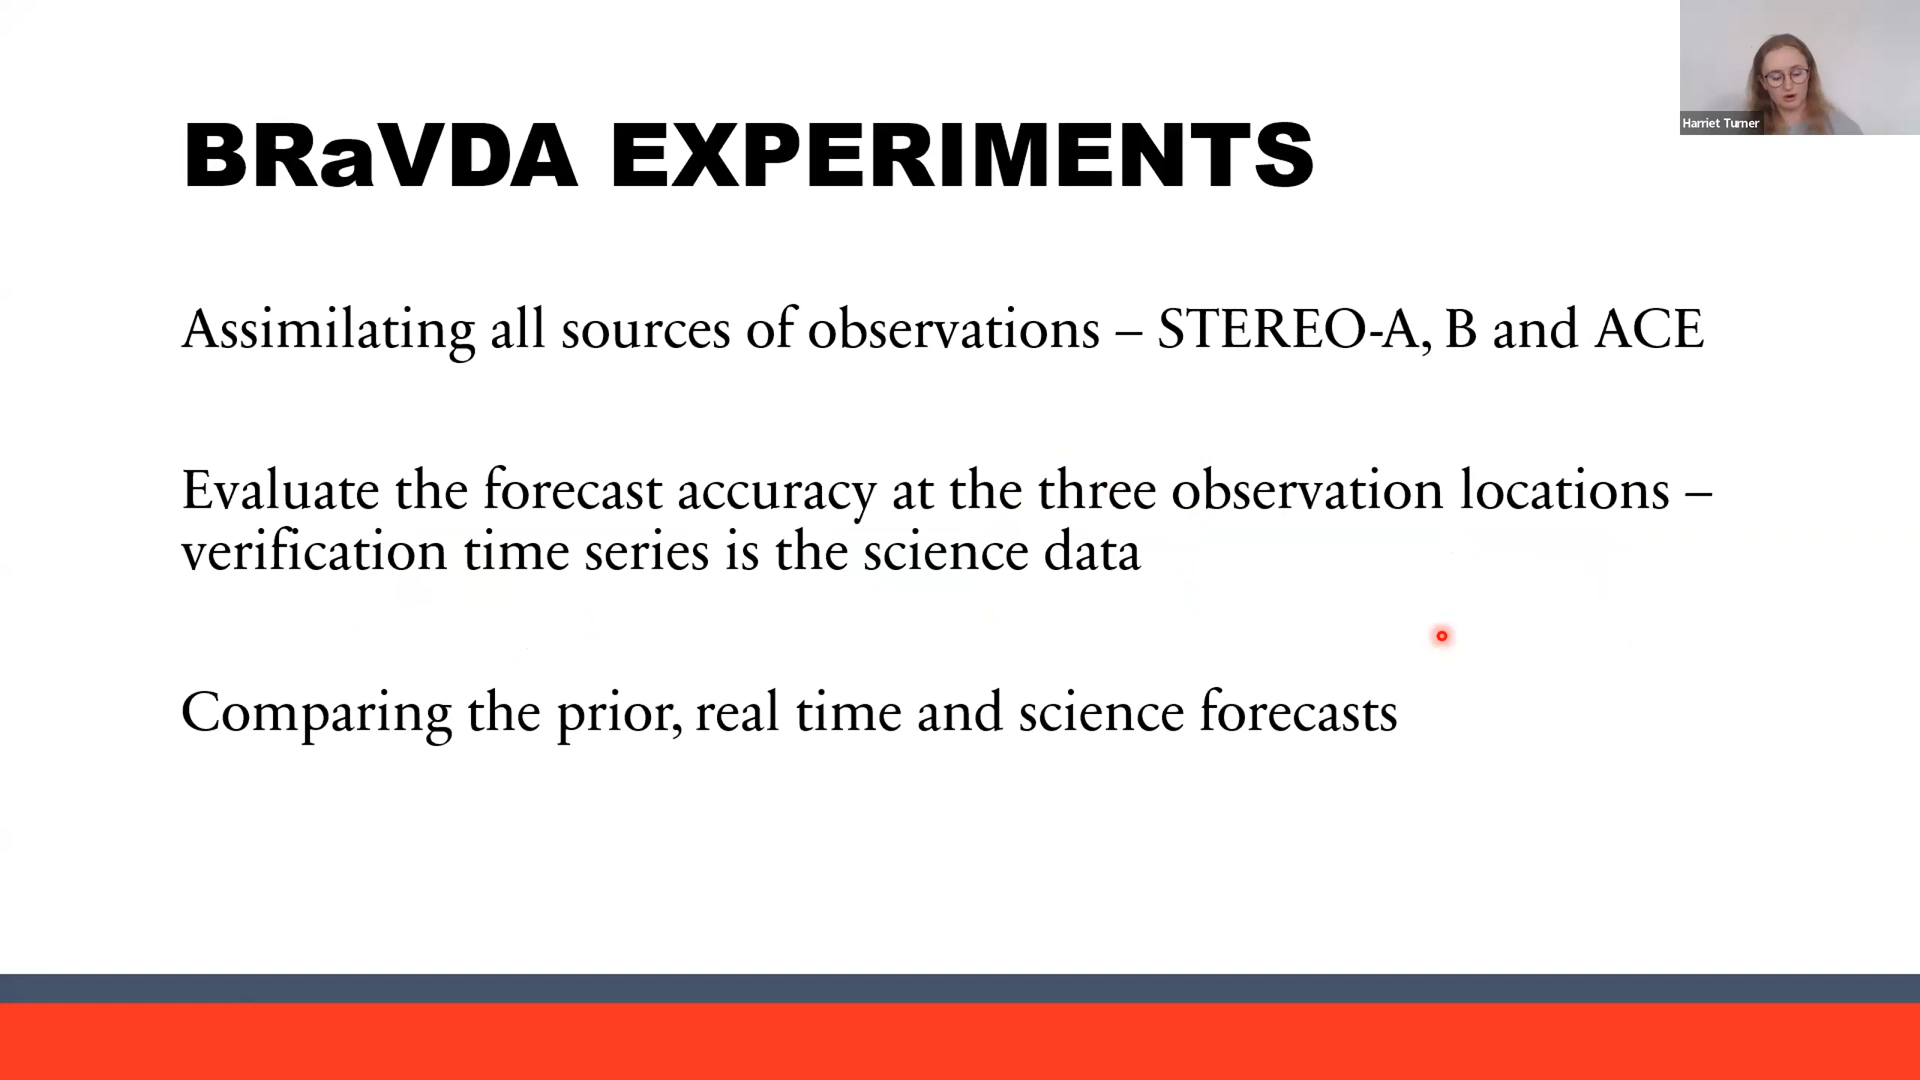 BRaVDA EXPERIMENTS
Harriet Turner
Assimilating all sources of observations – STEREO-A, B and ACE
Evaluate the forecast accuracy at the three observation locations –
verification time series is the science data
Comparing the prior, real time and science forecasts